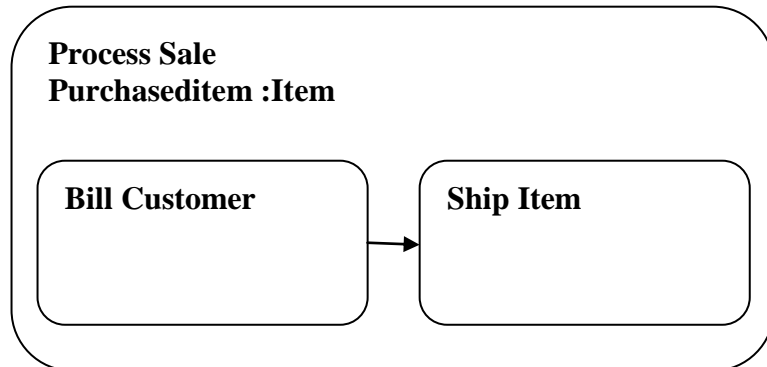 Process Sale
Purchaseditem :Item
Bill Customer
Ship Item